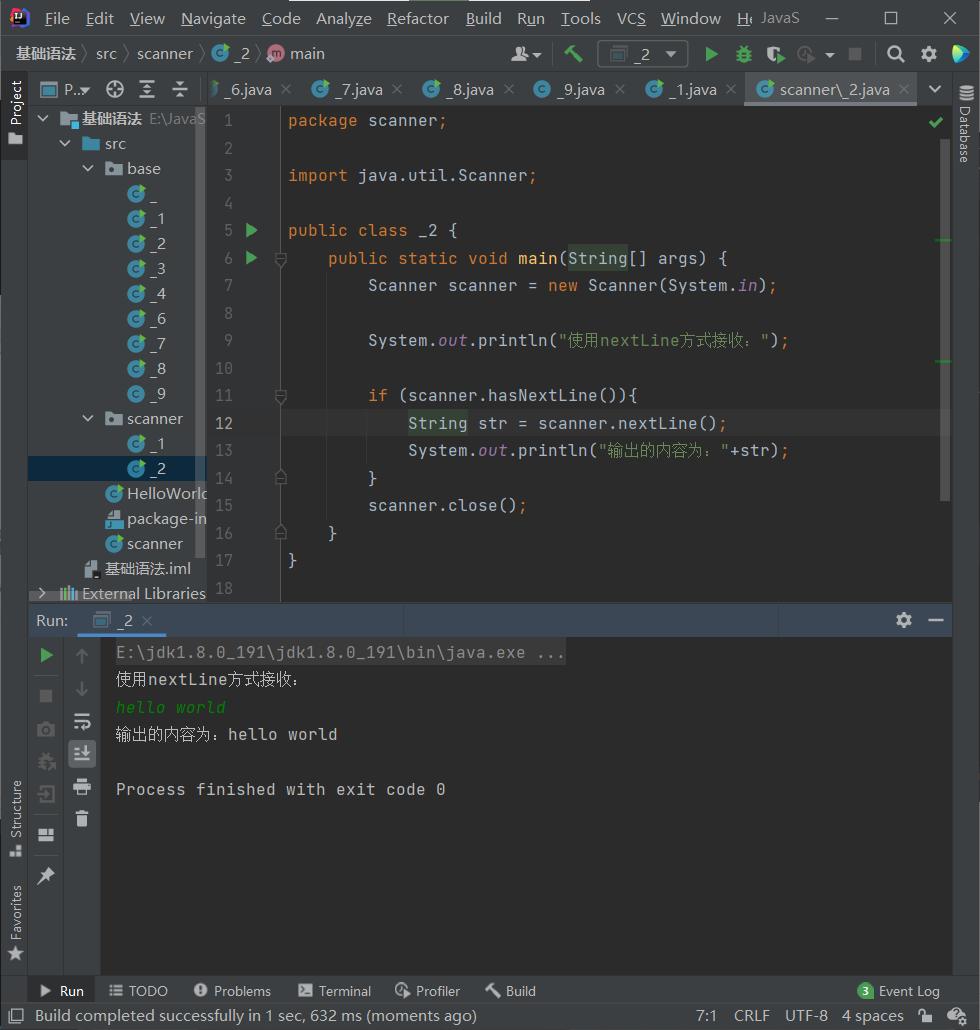 File Edit View Navigate Code Analyze Refactor Build Run Tools VCS Window He JavaS
基础语法 src scanner _2 main _2
Project
P... _6.java _7.java _8.java _9.java _1.java scanner\_2.java
基础语法 E:\JavaS
src
base
_
_1
_2
_3
_4
_6
_7
_8
_9
scanner
_1
_2
HelloWorld
package-in
scanner
基础语法.iml
External Libraries
1 package scanner;
2
3 import java.util.Scanner;
4
5 public class _2 {
6 public static void main(String[] args) {
7 Scanner scanner = new Scanner(System.in);
8
9 System.out.println("使用nextLine方式接收：");
10
11 if (scanner.hasNextLine()){
12 String str = scanner.nextLine();
13 System.out.println("输出的内容为："+str);
14 }
15 scanner.close();
16 }
17 }
18
Database
Run: _2
E:\jdk1.8.0_191\jdk1.8.0_191\bin\java.exe ...
使用nextLine方式接收：
hello world
输出的内容为：hello world
Process finished with exit code 0
Structure
Favorites
Run TODO Problems Terminal Profiler Build 3 Event Log
Build completed successfully in 1 sec, 632 ms (moments ago) 7:1 CRLF UTF-8 4 spaces